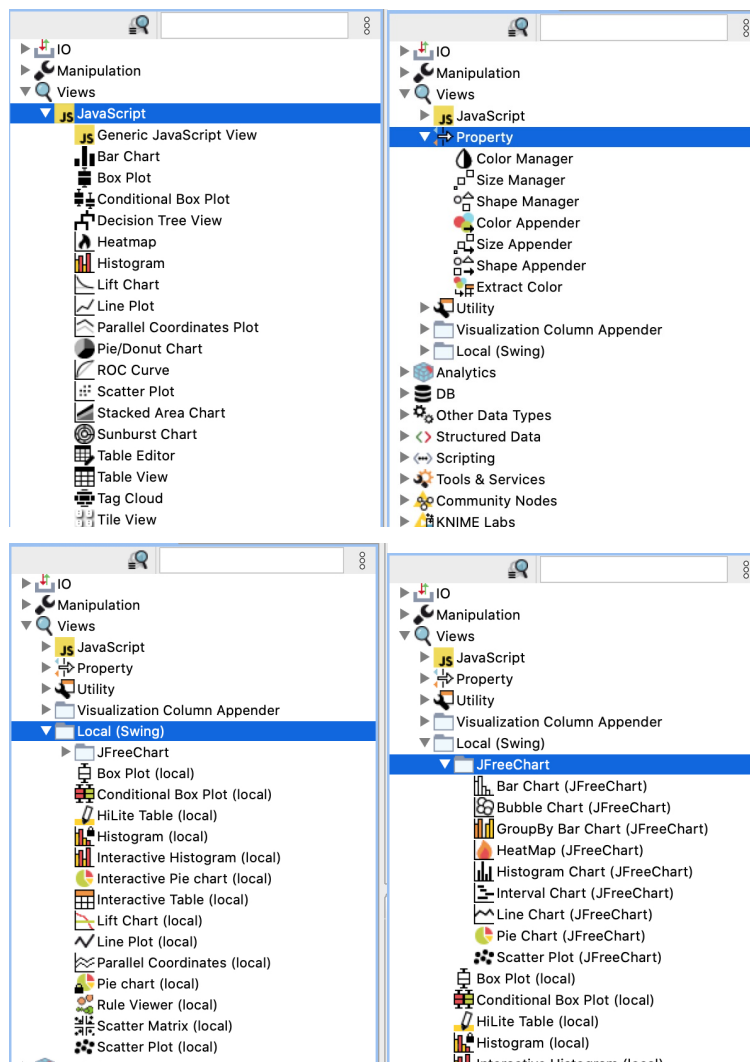 IO
Manipulation
Views
JS JavaScript
JS Generic JavaScript View
Bar Chart
Box Plot
Conditional Box Plot
Decision Tree View
Heatmap
Histogram
Lift Chart
Line Plot
Parallel Coordinates Plot
Pie/Donut Chart
ROC Curve
Scatter Plot
Stacked Area Chart
Sunburst Chart
Table Editor
Table View
Tag Cloud
Tile View
IO
Manipulation
Views
JS JavaScript
Property
Color Manager
Size Manager
Shape Manager
Color Appender
Size Appender
Shape Appender
Extract Color
Utility
Visualization Column Appender
Local (Swing)
Analytics
DB
Other Data Types
Structured Data
Scripting
Tools & Services
Community Nodes
KNIME Labs
IO
Manipulation
Views
JS JavaScript
Property
Utility
Visualization Column Appender
Local (Swing)
JFreeChart
Box Plot (local)
Conditional Box Plot (local)
HiLite Table (local)
Histogram (local)
Interactive Histogram (local)
Interactive Pie chart (local)
Interactive Table (local)
Lift Chart (local)
Line Plot (local)
Parallel Coordinates (local)
Pie chart (local)
Rule Viewer (local)
Scatter Matrix (local)
Scatter Plot (local)
IO
Manipulation
Views
JS JavaScript
Property
Utility
Visualization Column Appender
Local (Swing)
JFreeChart
Bar Chart (JFreeChart)
Bubble Chart (JFreeChart)
GroupBy Bar Chart (JFreeChart)
HeatMap (JFreeChart)
Histogram Chart (JFreeChart)
Interval Chart (JFreeChart)
Line Chart (JFreeChart)
Pie Chart (JFreeChart)
Scatter Plot (JFreeChart)
Box Plot (local)
Conditional Box Plot (local)
HiLite Table (local)
Histogram (local)
Interactive Histogram (local)